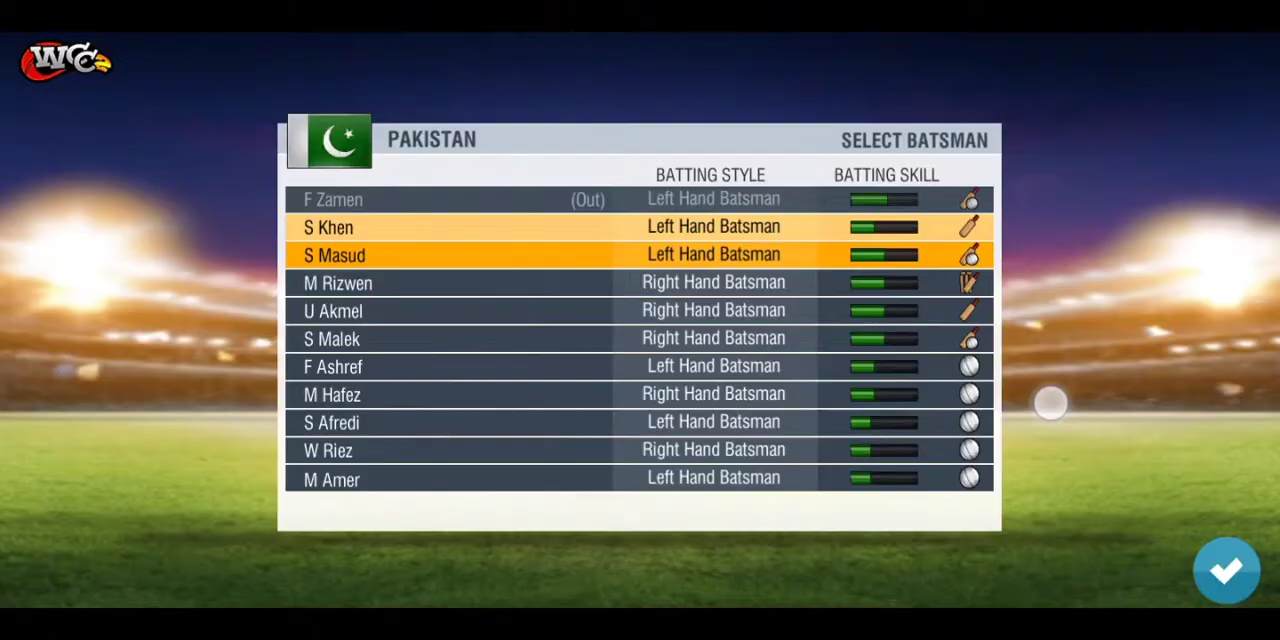 WCC
PAKISTAN SELECT BATSMAN
BATTING STYLE BATTING SKILL
F Zamen (Out) Left Hand Batsman
S Khen Left Hand Batsman
S Masud Left Hand Batsman
M Rizwen Right Hand Batsman
U Akmel Right Hand Batsman
S Malek Right Hand Batsman
F Ashref Left Hand Batsman
M Hafez Right Hand Batsman
S Afredi Left Hand Batsman
W Riez Right Hand Batsman
M Amer Left Hand Batsman